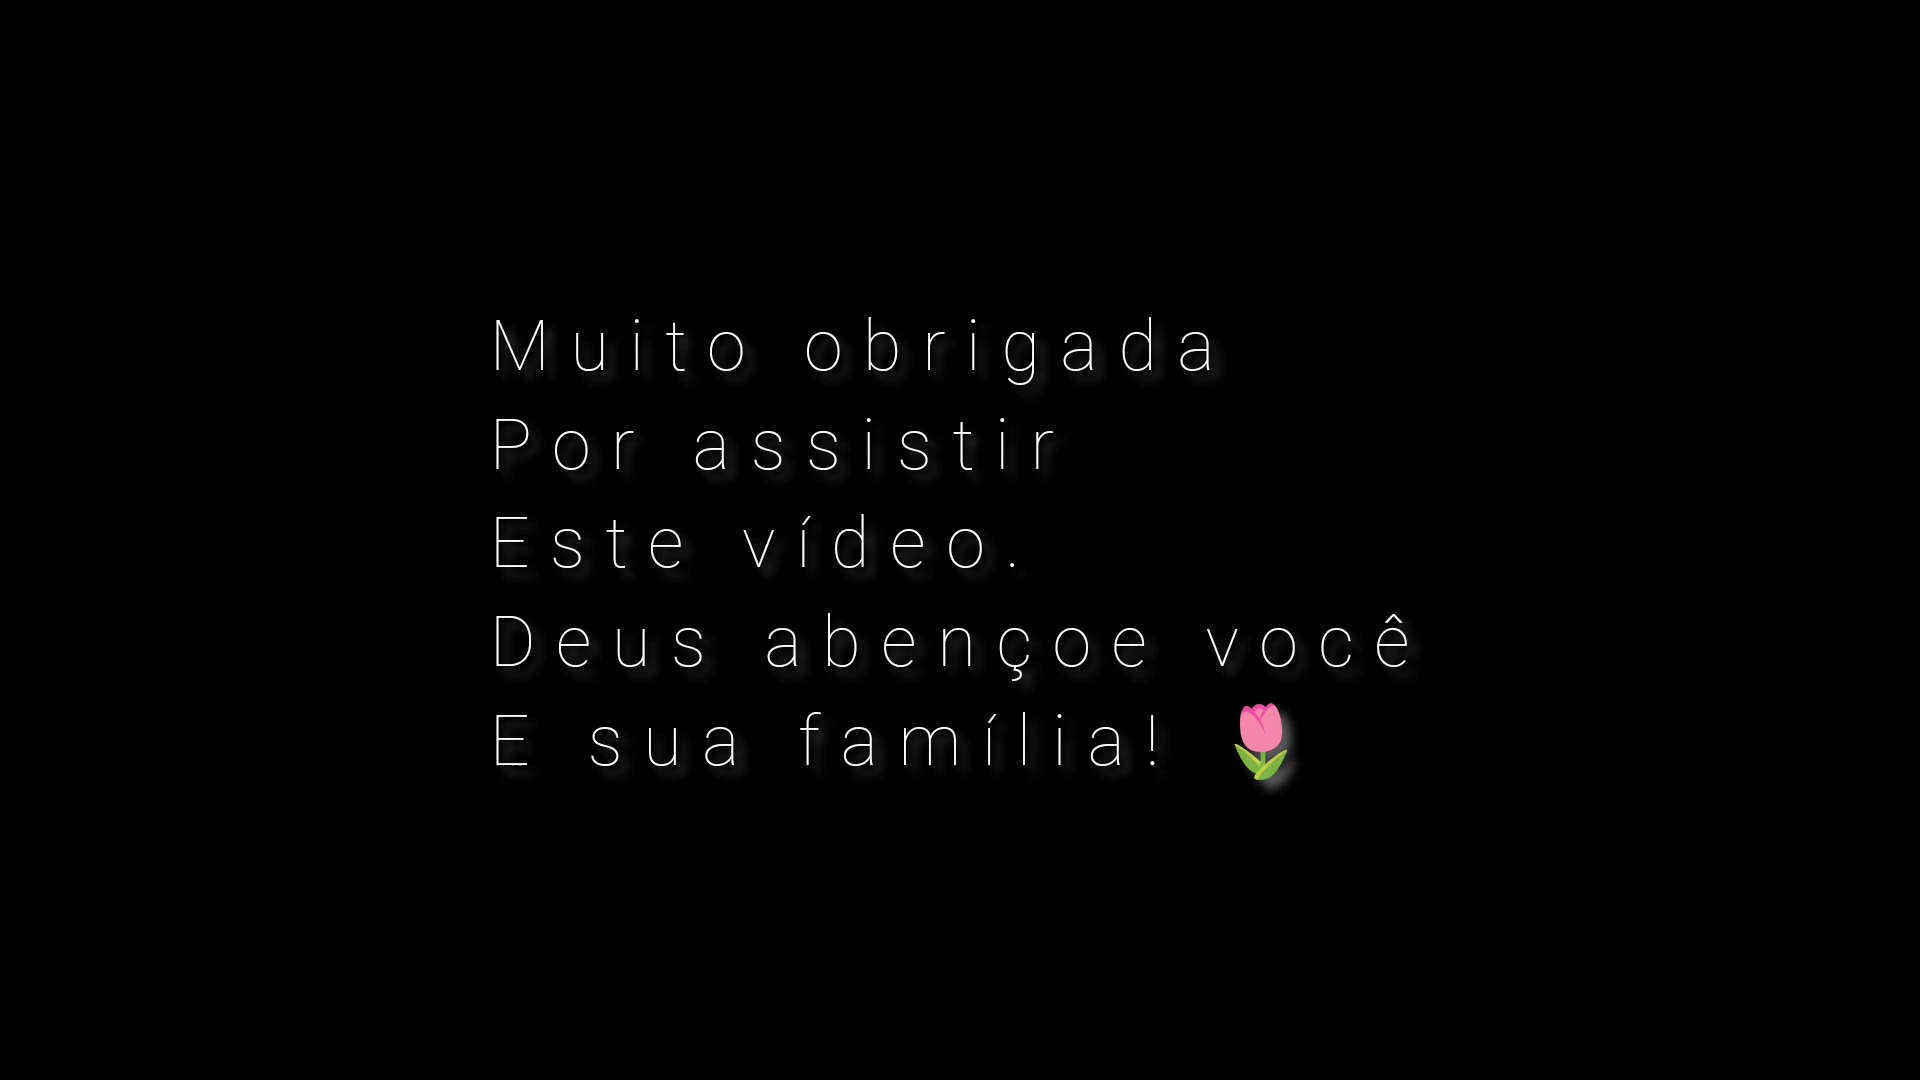 Muito obrigada
Por assistir
Este vídeo.
Deus abençoe você
E sua família! 🌷